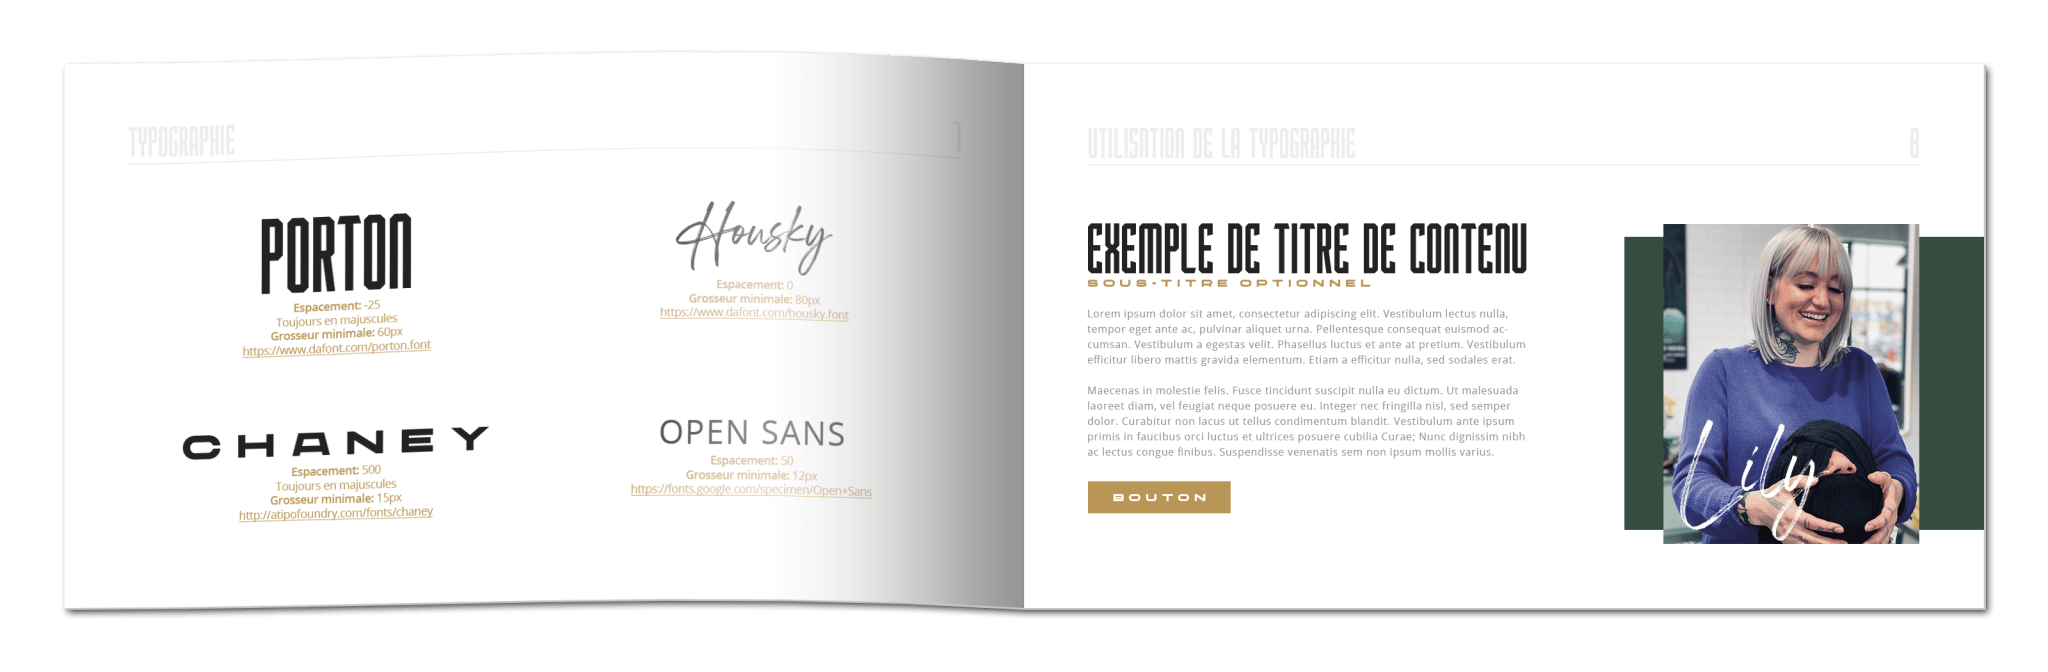 TYPOGRAPHIE
7
PORTON
Espacement: -25
Toujours en majuscules
Grosseur minimale: 60px
https://www.dafont.com/porton.font
Housky
Espacement: 0
Grosseur minimale: 80px
https://www.dafont.com/housky.font
CHANEY
Espacement: 500
Toujours en majuscules
Grosseur minimale: 15px
http://atipofoundry.com/fonts/chaney
OPEN SANS
Espacement: 50
Grosseur minimale: 12px
https://fonts.google.com/specimen/Open+Sans
UTILISATION DE LA TYPOGRAPHIE
8
EXEMPLE DE TITRE DE CONTENU
SOUS-TITRE OPTIONNEL
Lorem ipsum dolor sit amet, consectetur adipiscing elit. Vestibulum lectus nulla,
tempor eget ante ac, pulvinar aliquet urna. Pellentesque consequat euismod ac-
cumsan. Vestibulum a egestas velit. Phasellus luctus et ante at pretium. Vestibulum
efficitur libero mattis gravida elementum. Etiam a efficitur nulla, sed sodales erat.
Maecenas in molestie felis. Fusce tincidunt suscipit nulla eu dictum. Ut malesuada
laoreet diam, vel feugiat neque posuere eu. Integer nec fringilla nisl, sed semper
dolor. Curabitur non lacus ut tellus condimentum blandit. Vestibulum ante ipsum
primis in faucibus orci luctus et ultrices posuere cubilia Curae; Nunc dignissim nibh
ac lectus congue finibus. Suspendisse venenatis sem non ipsum mollis varius.
BOUTON
Lily